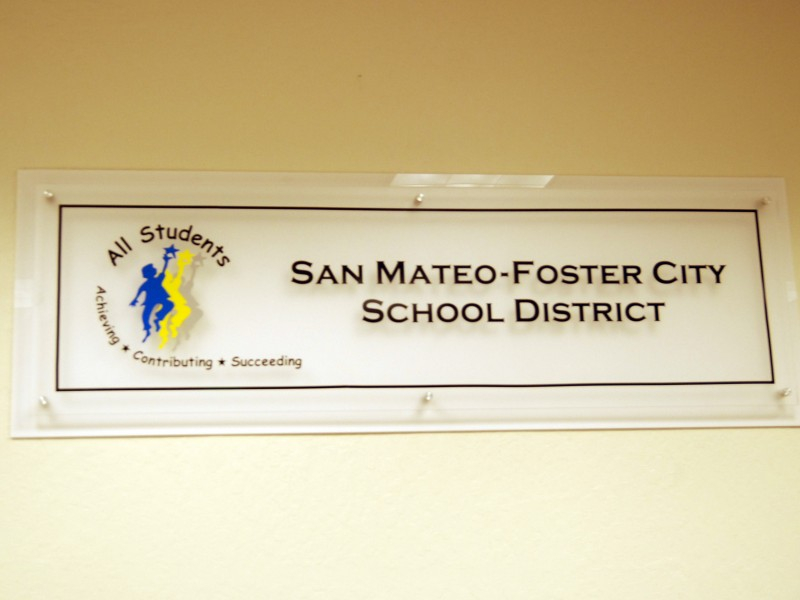 All Students
Achieving ★ Contributing ★ Succeeding
SAN MATEO-FOSTER CITY
SCHOOL DISTRICT